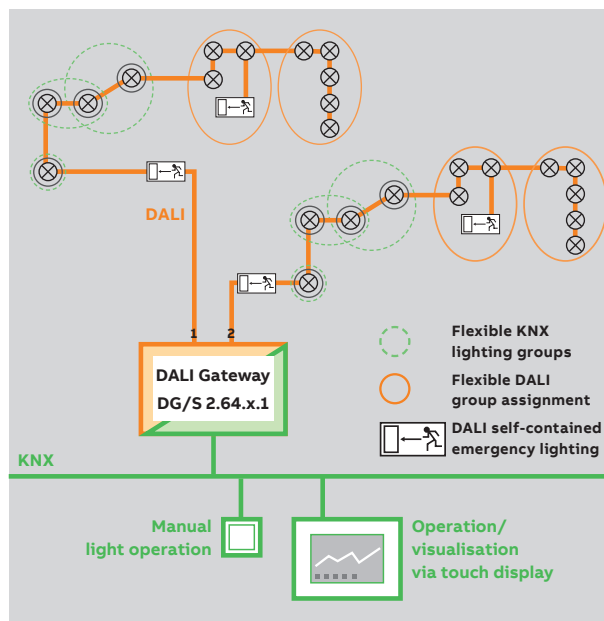 DALI
1 2
DALI Gateway
DG/S 2.64.x.1
Flexible KNX
lighting groups
Flexible DALI
group assignment
DALI self-contained
emergency lighting
KNX
Manual
light operation
Operation/
visualisation
via touch display